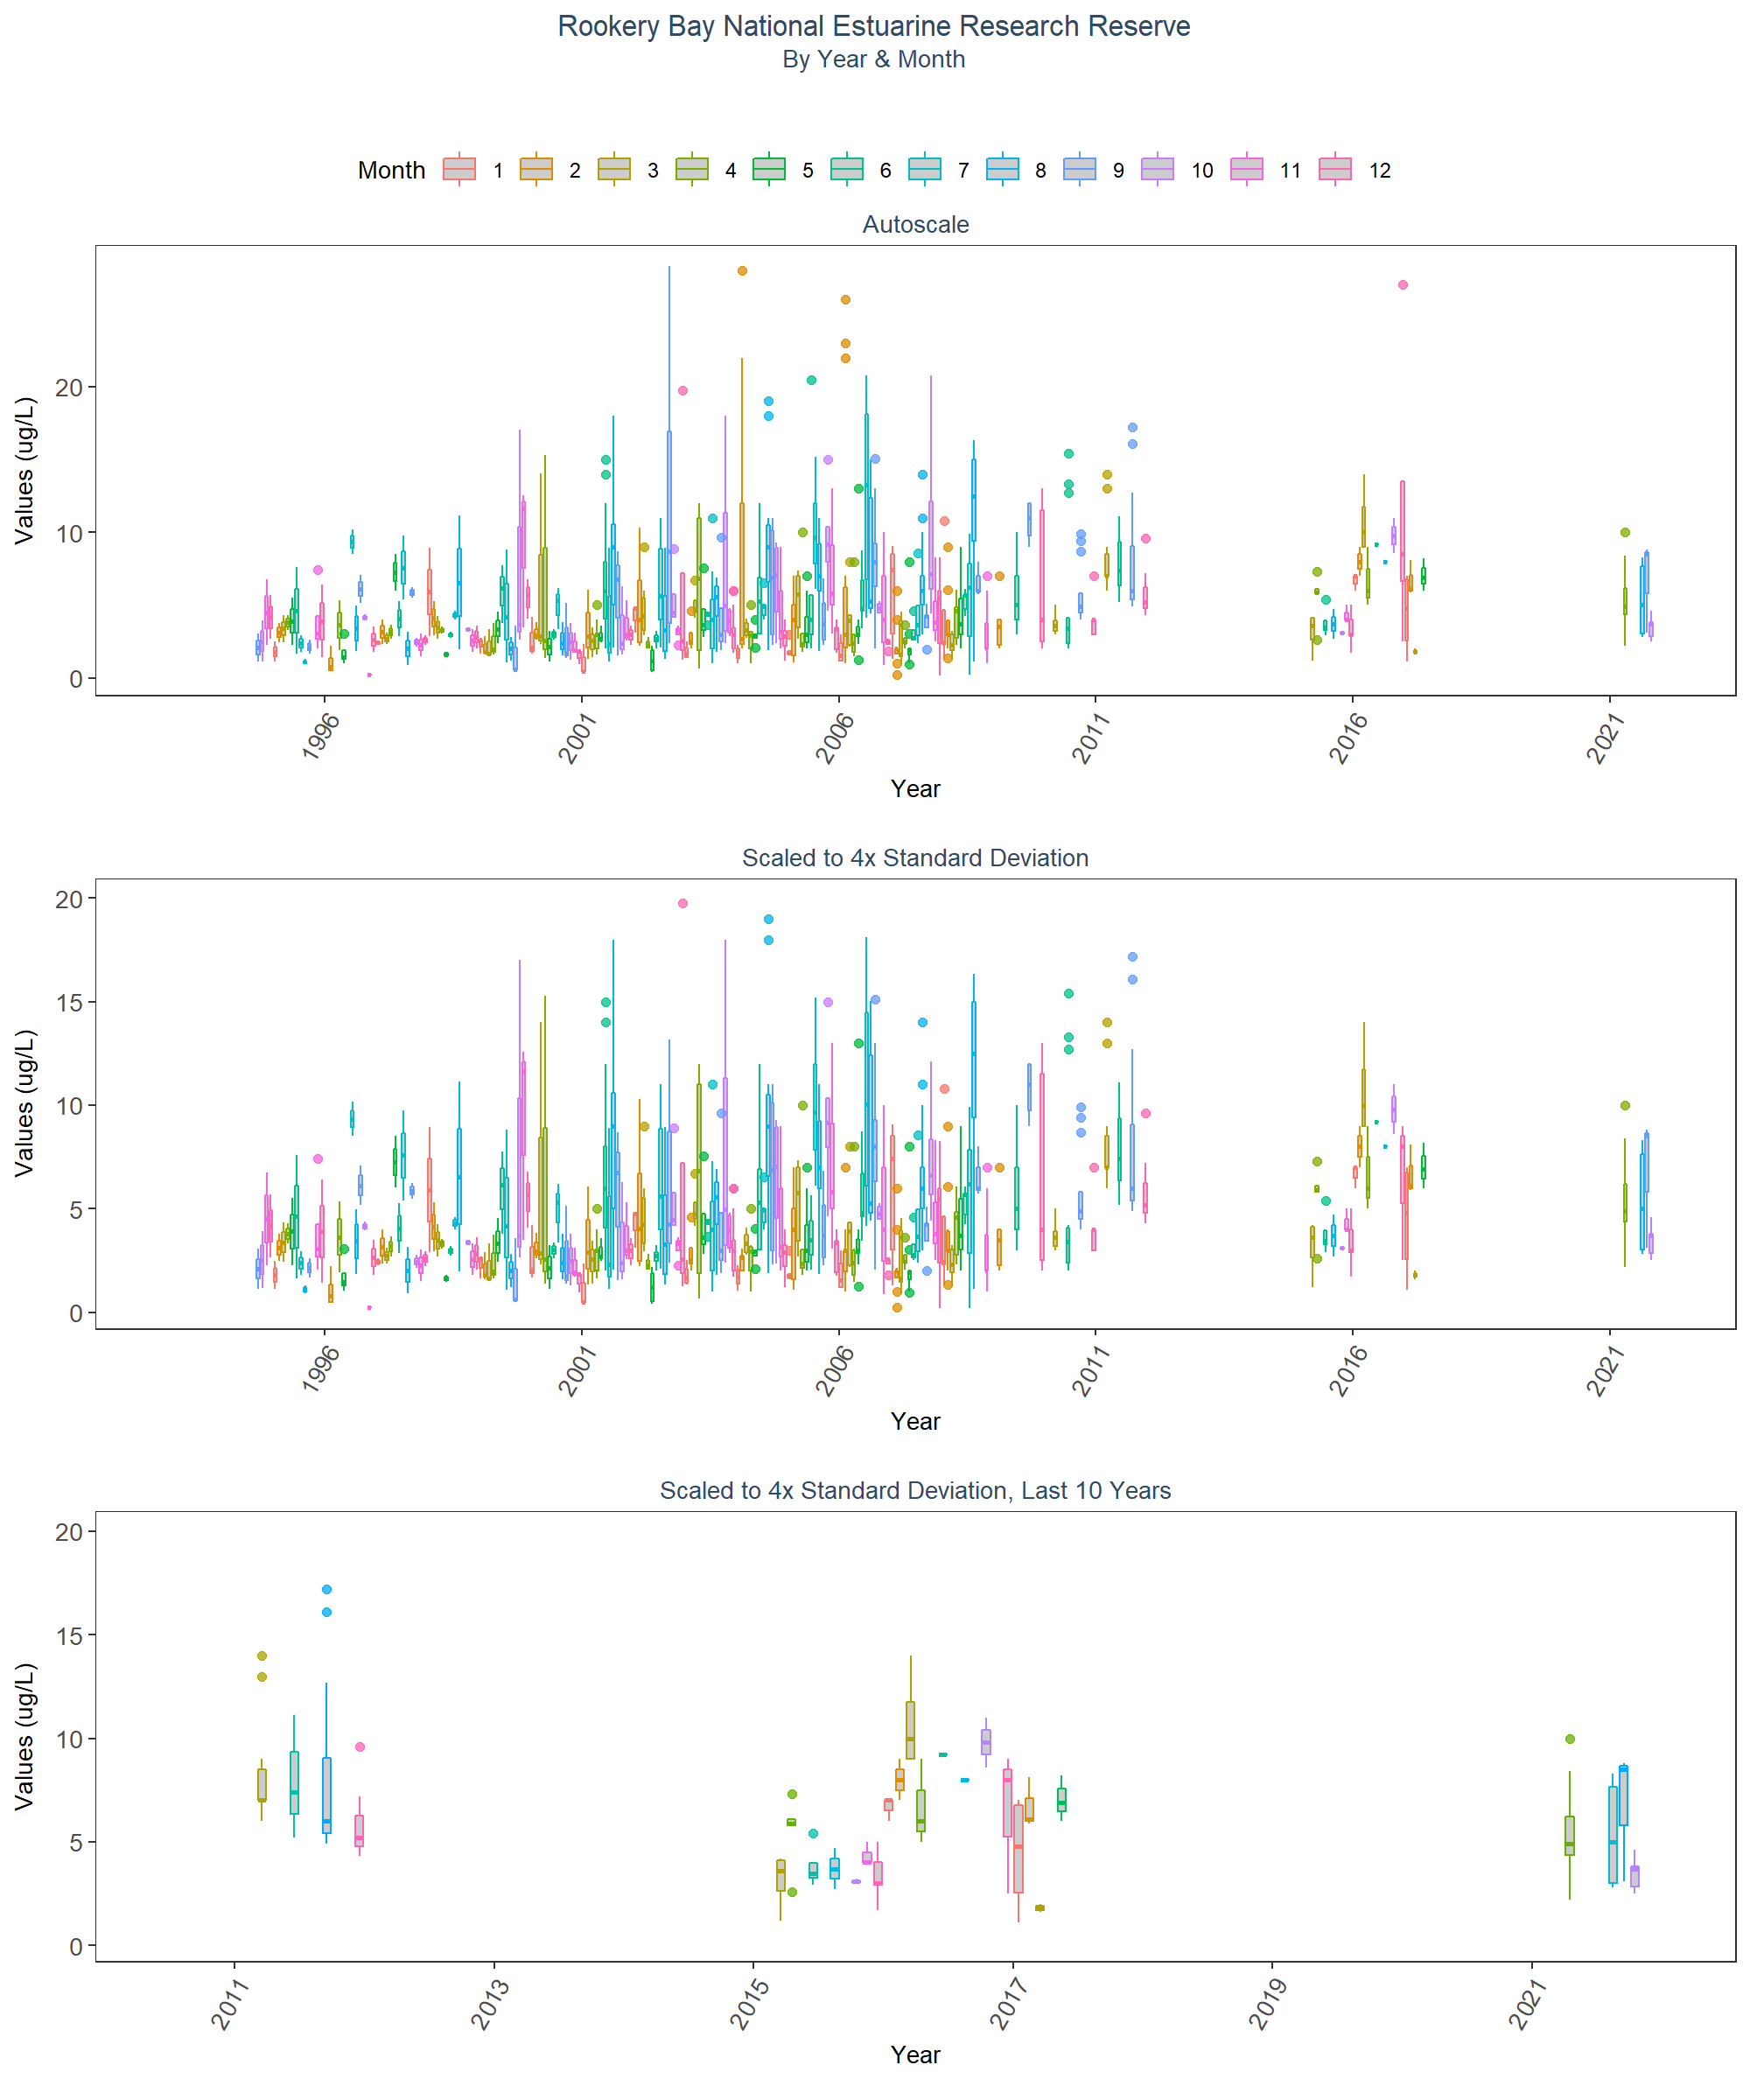 Rookery Bay National Estuarine Research Reserve
By Year & Month
Month 1 2 3 4 5 6 7 8 9 10 11 12
Autoscale
Values (ug/L)
20
10
0
1996 2001 2006 2011 2016 2021
Year
Scaled to 4x Standard Deviation
Values (ug/L)
20
15
10
5
0
1996 2001 2006 2011 2016 2021
Year
Scaled to 4x Standard Deviation, Last 10 Years
Values (ug/L)
20
15
10
5
0
2011 2013 2015 2017 2019 2021
Year